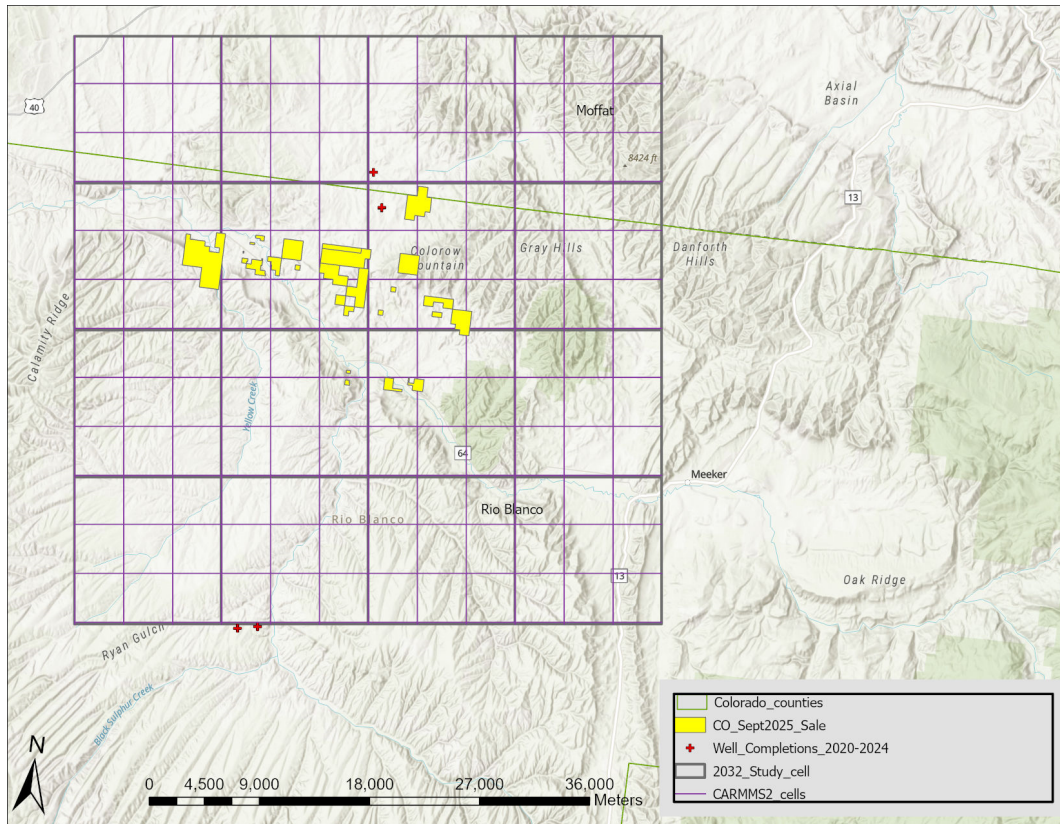 Axial
Basin
40
Moffat
8424 ft
13
Colorow
ountain
Gray Hills
Danforth
Hills
Calamity Ridge
Yellow Creek
64
Meeker
Rio Blanco
Rio Blanco
13
Oak Ridge
Ryan Gulch
Black Sulphur Creek
N
0 4,500 9,000 18,000 27,000 36,000
Meters
Colorado_counties
CO_Sept2025_Sale
Well_Completions_2020-2024
2032_Study_cell
CARMMS2_cells